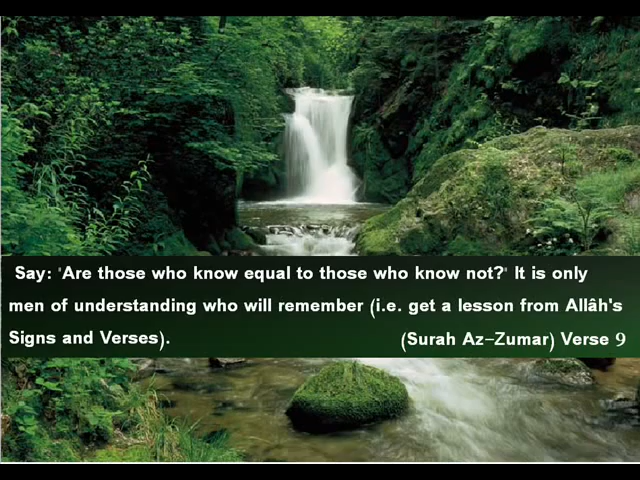 Say: 'Are those who know equal to those who know not?' It is only
men of understanding who will remember (i.e. get a lesson from Allâh's
Signs and Verses). (Surah Az-Zumar) Verse 9